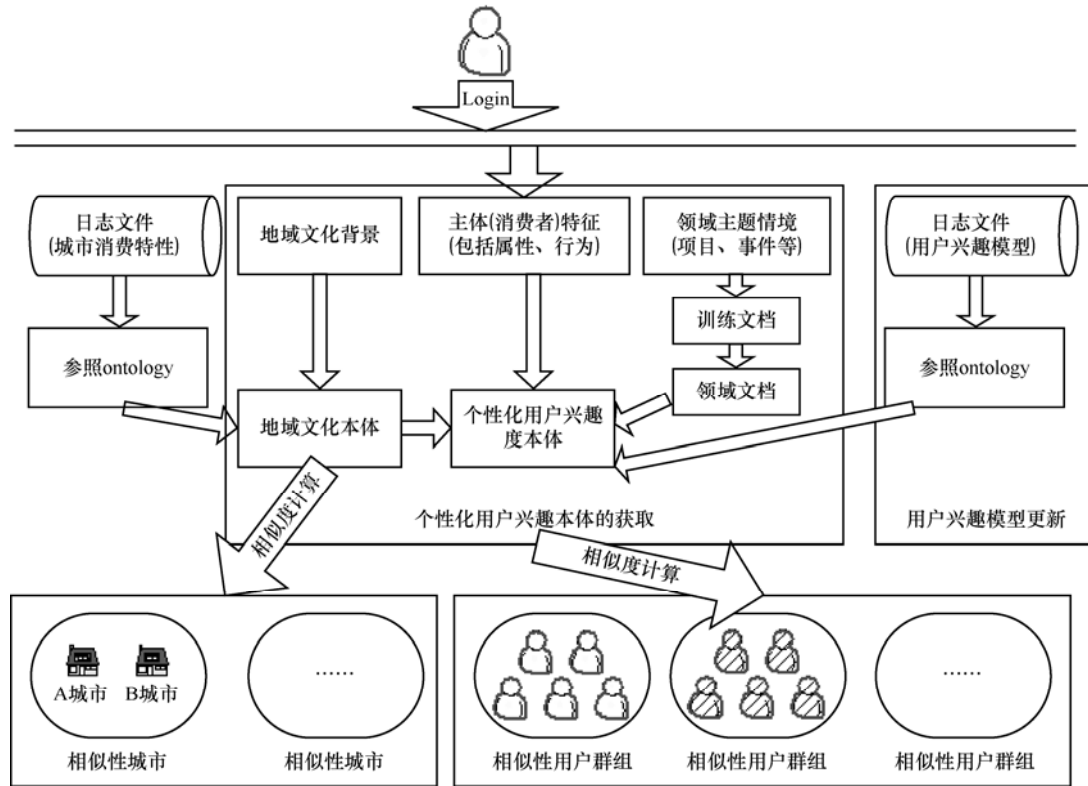 Login
日志文件
(城市消费特性)
地域文化背景
主体(消费者)特征
(包括属性、行为)
领域主题情境
(项目、事件等)
日志文件
(用户兴趣模型)
训练文档
参照ontology
参照ontology
领域文档
地域文化本体
个性化用户兴趣
度本体
相似度计算
个性化用户兴趣本体的获取
用户兴趣模型更新
相似度计算
A城市
B城市
……
……
相似性城市
相似性城市
相似性用户群组
相似性用户群组
相似性用户群组